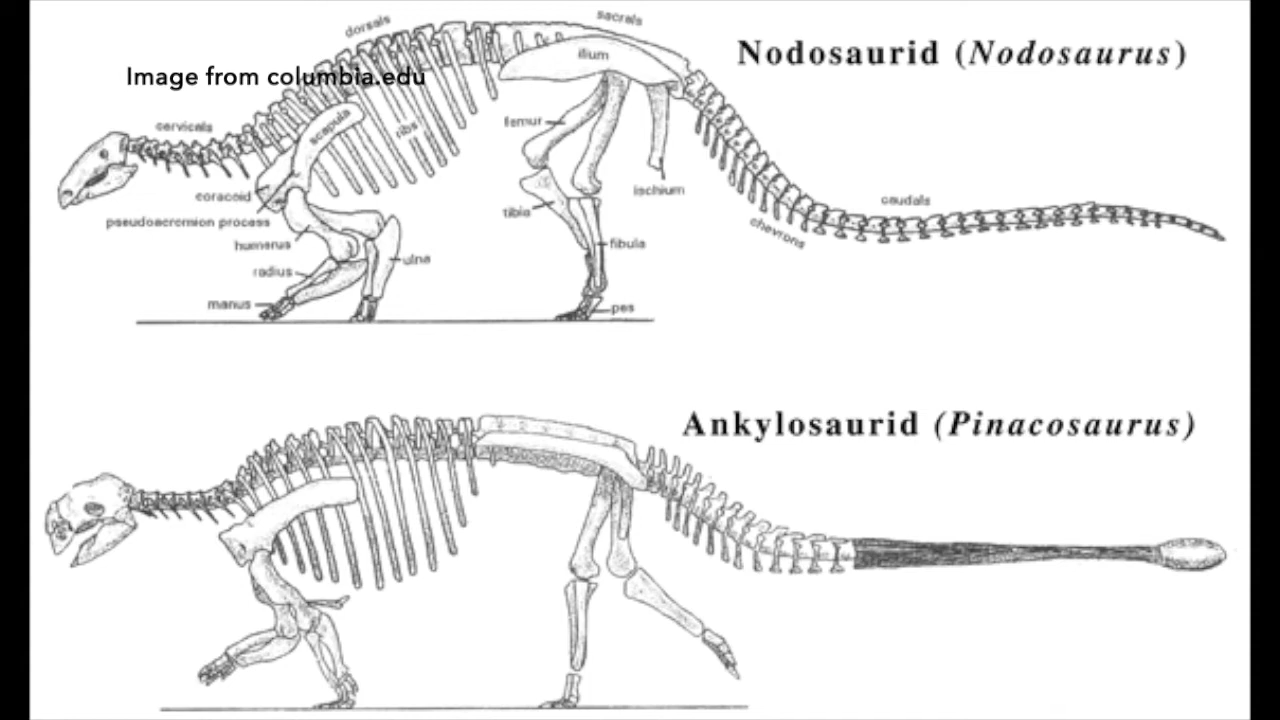 sacrals
dorsals
Nodosaurid (Nodosaurus)
ilium
Image from columbia.edu
cervicals
scapula
ribs
femur
coracoid
ischium
pseudoacromion process
tibia
caudals
chevrons
humerus
fibula
radius
ulna
manus
pes
Ankylosaurid (Pinacosaurus)